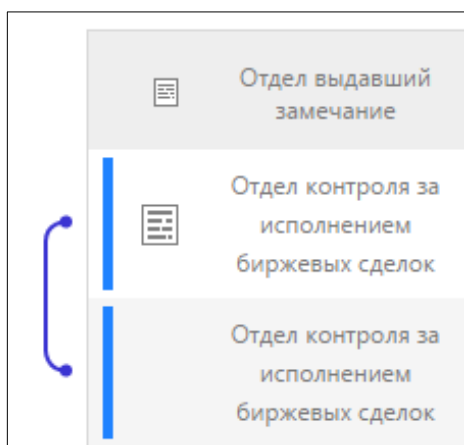 Отдел выдавший
замечание
Отдел контроля за
исполнением
биржевых сделок
Отдел контроля за
исполнением
биржевых сделок